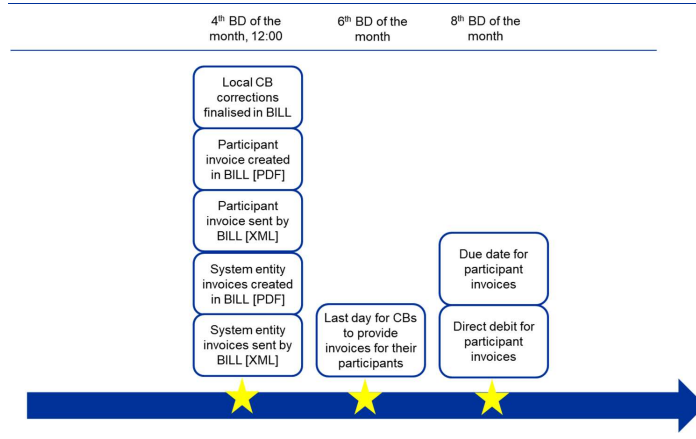 4th BD of the
month, 12:00
6th BD of the
month
8th BD of the
month
Local CB
corrections
finalised in BILL
Participant
invoice created
in BILL [PDF]
Participant
invoice sent by
BILL [XML]
System entity
invoices created
in BILL [PDF]
System entity
invoices sent by
BILL [XML]
Last day for CBs
to provide
invoices for their
participants
Due date for
participant
invoices
Direct debit for
participant
invoices